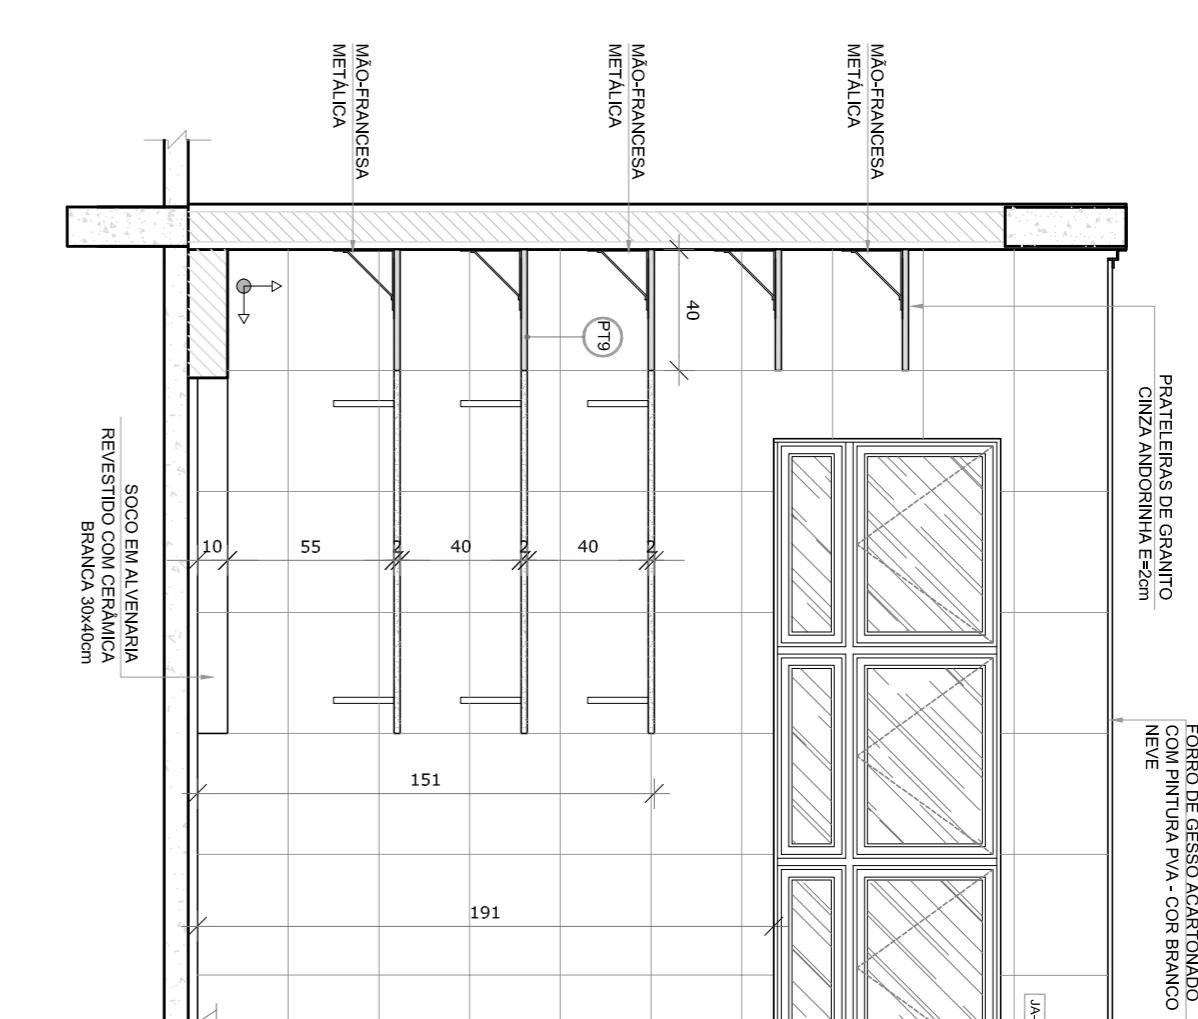 MÃO-FRANCESA
METÁLICA
MÃO-FRANCESA
METÁLICA
MÃO-FRANCESA
METÁLICA
40
PT9
PRATELEIRAS DE GRANITO
CINZA ANDORINHA E=2cm
SOCO EM ALVENARIA
REVESTIDO COM CERÂMICA
BRANCA 30x40cm
10
55
2
40
2
40
2
151
191
FORRO DE GESSO ACARTONADO
COM PINTURA PVA - COR BRANCO
NEVE
JA-